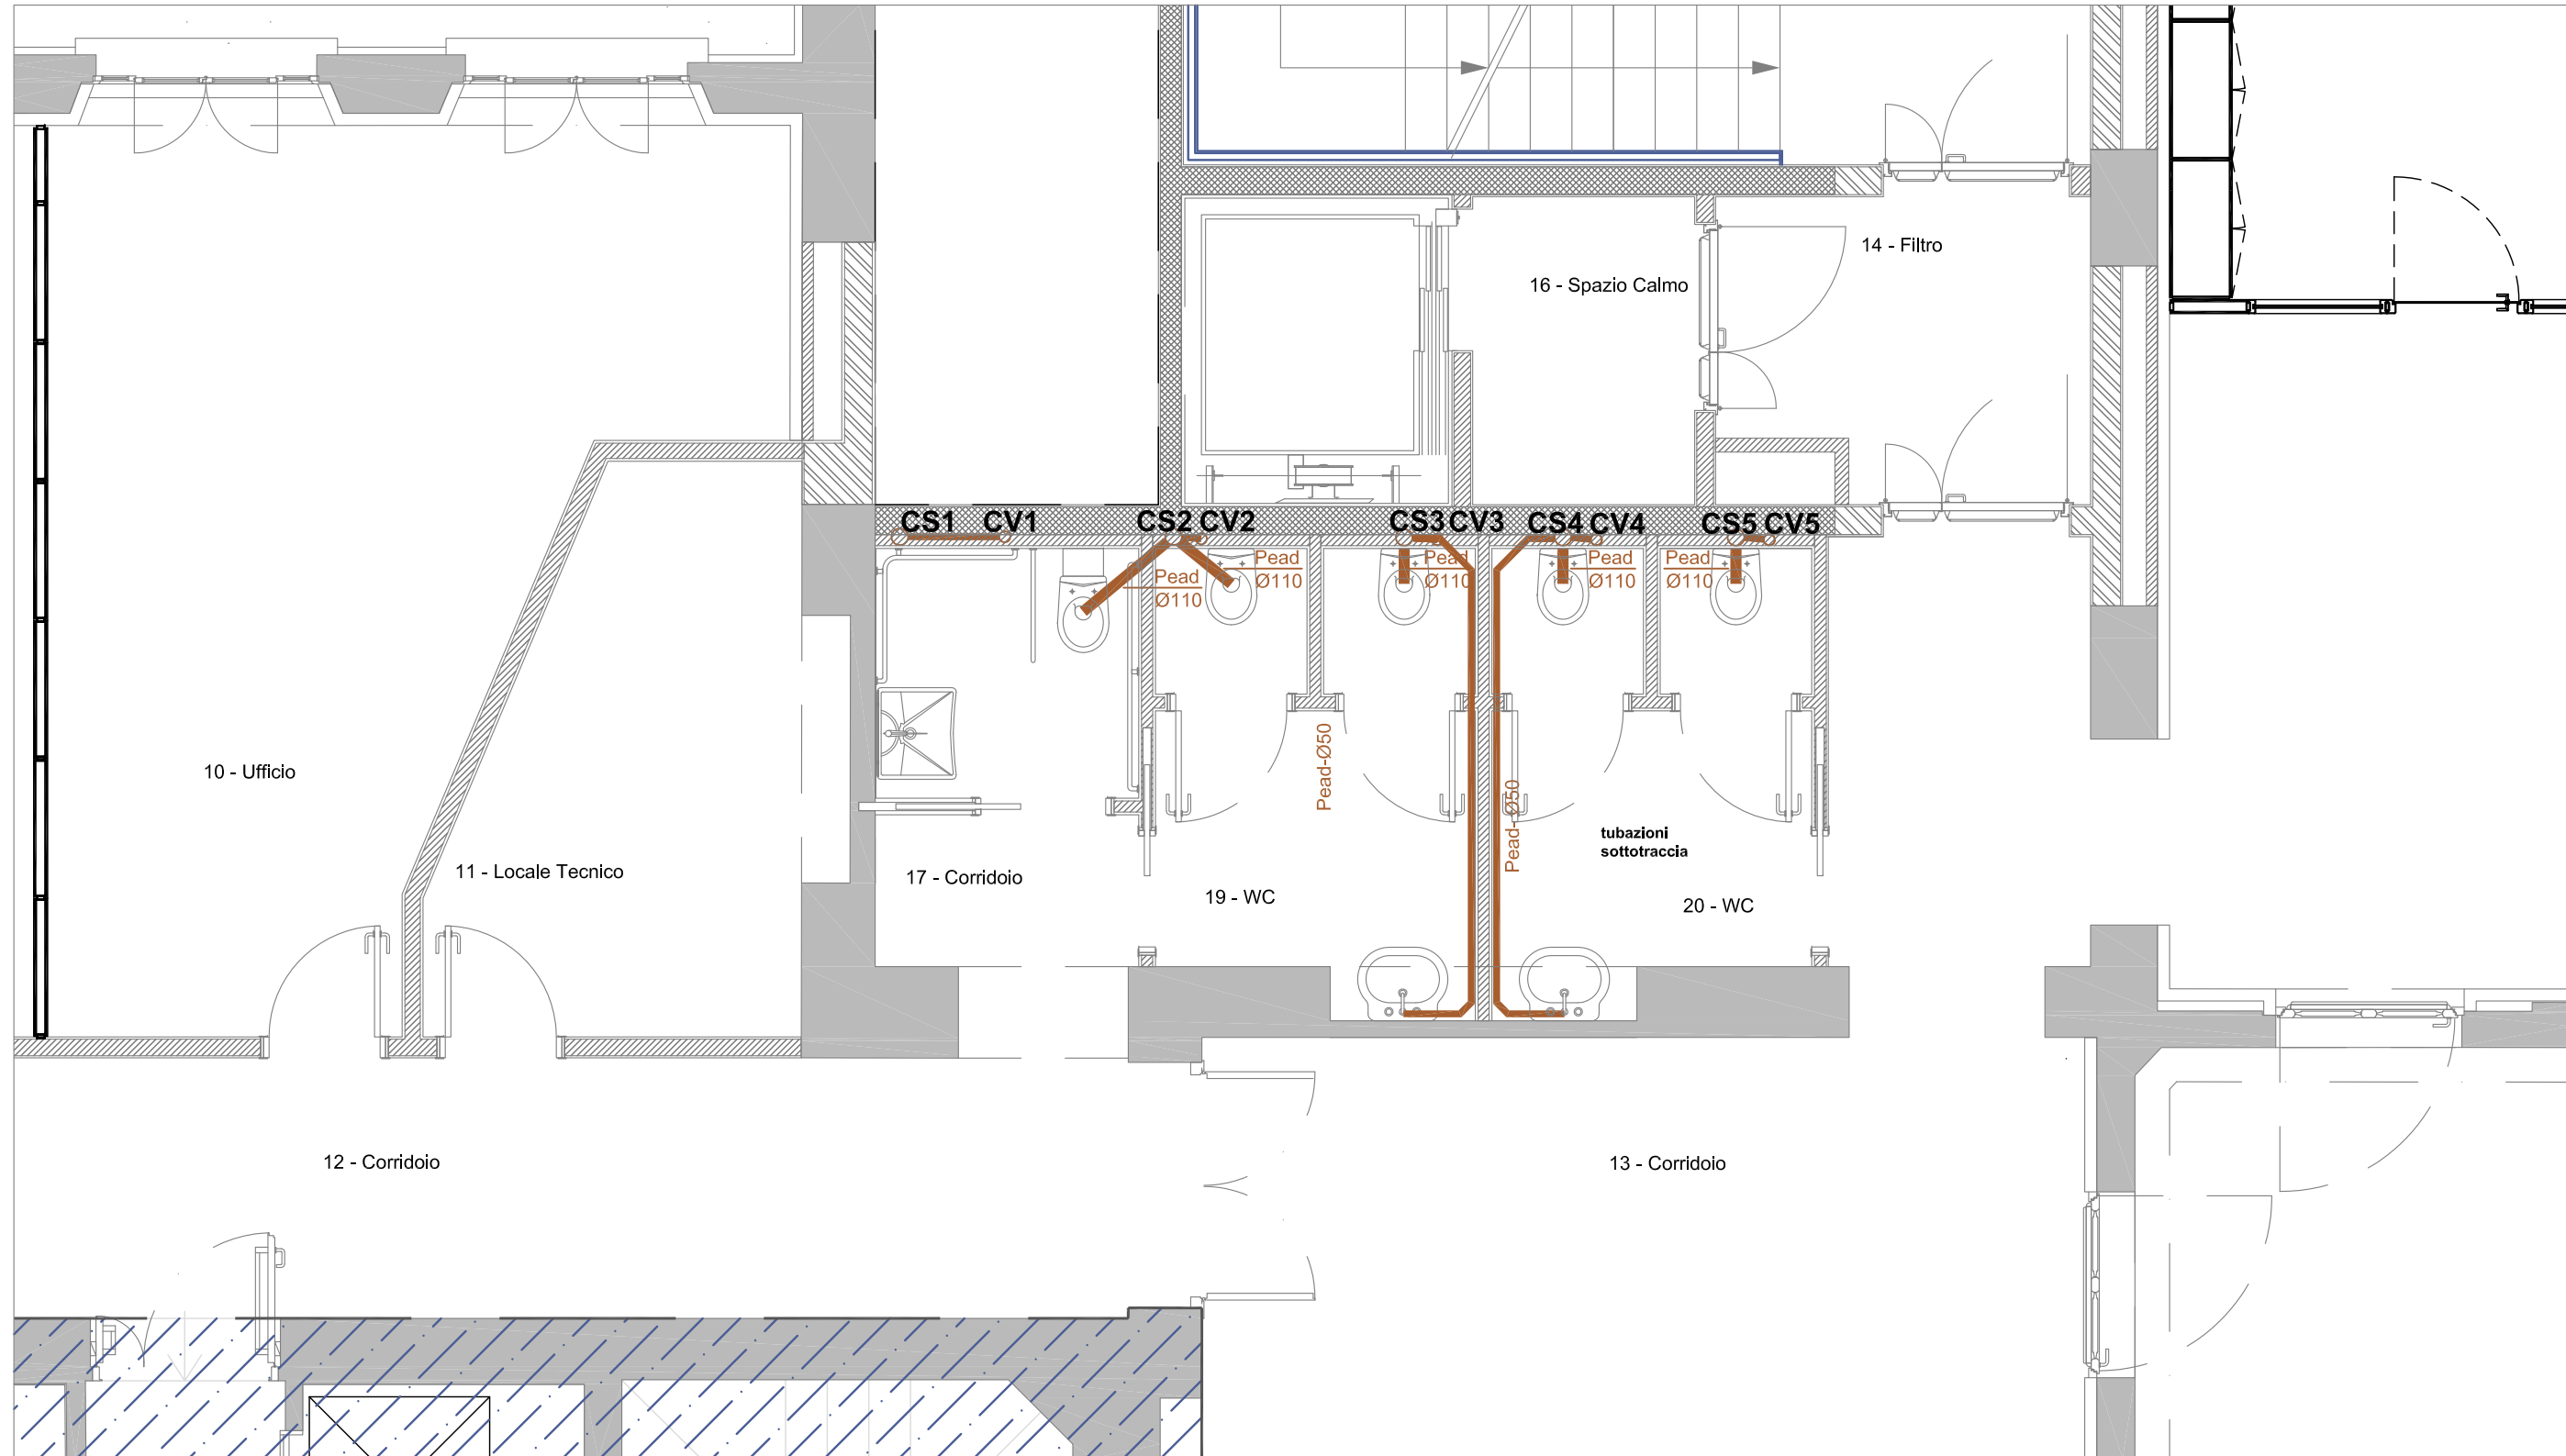 14 - Filtro
16 - Spazio Calmo
CS1 CV1 CS2 CV2 CS3 CV3 CS4 CV4 CS5 CV5
Pead
Ø110
Pead
Ø110
Pead
Ø110
Pead
Ø110
Pead
Ø110
Pead-Ø50
Pead-Ø50
10 - Ufficio
11 - Locale Tecnico
17 - Corridoio
19 - WC
tubazioni
sottotraccia
20 - WC
12 - Corridoio
13 - Corridoio